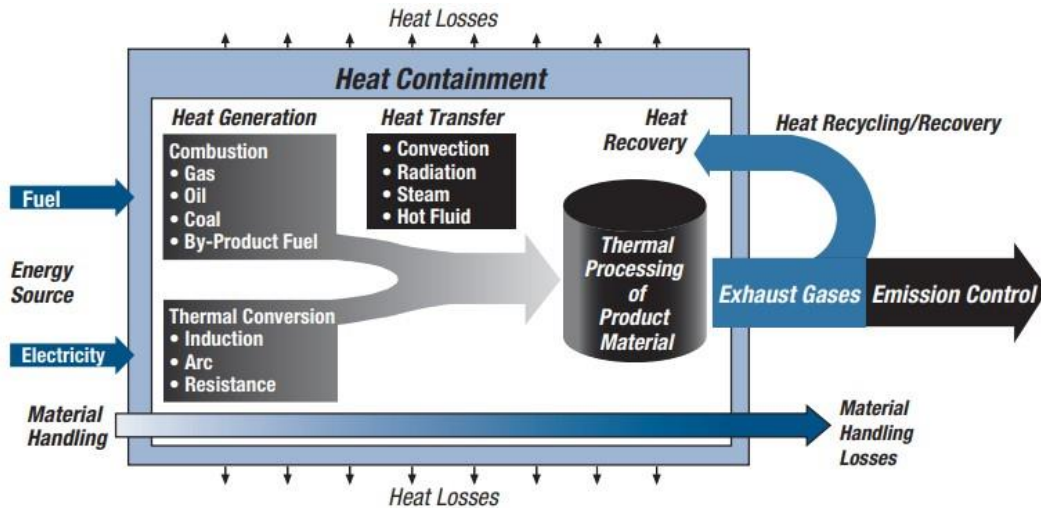 Heat Losses
Heat Containment
Heat Generation
Combustion
• Gas
• Oil
• Coal
• By-Product Fuel
Heat Transfer
• Convection
• Radiation
• Steam
• Hot Fluid
Heat
Recovery
Heat Recycling/Recovery
Fuel
Energy
Source
Electricity
Thermal Conversion
• Induction
• Arc
• Resistance
Thermal
Processing
of
Product
Material
Exhaust Gases
Emission Control
Material
Handling
Material
Handling
Losses
Heat Losses